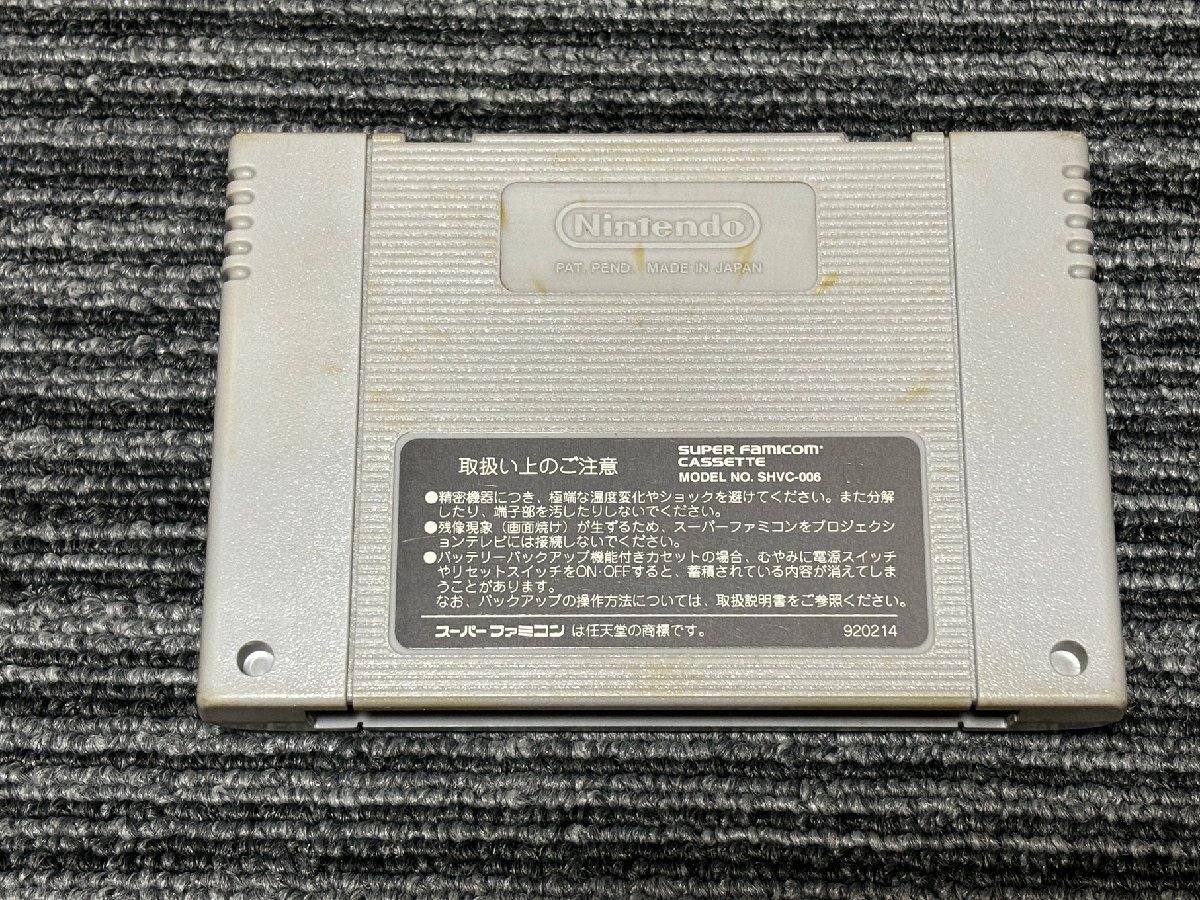 Nintendo
PAT. PEND. MADE IN JAPAN
取扱い上のご注意
SUPER FAMICOM
CASSETTE
MODEL NO. SHVC-006
●精密機器につき、極端な温度変化やショックを避けてください。また分解
したり、端子部を汚したりしないでください。
●残像現象（画面焼け）が生ずるため、スーパーファミコンをプロジェクシ
ョンテレビには接続しないでください。
●バッテリーバックアップ機能付きカセットの場合、むやみに電源スイッチ
やリセットスイッチをON·OFFすると、蓄積されている内容が消えてしま
うことがあります。
なお、バックアップの操作方法については、取扱説明書をご参照ください。
スーパーファミコン は任天堂の商標です。
920214